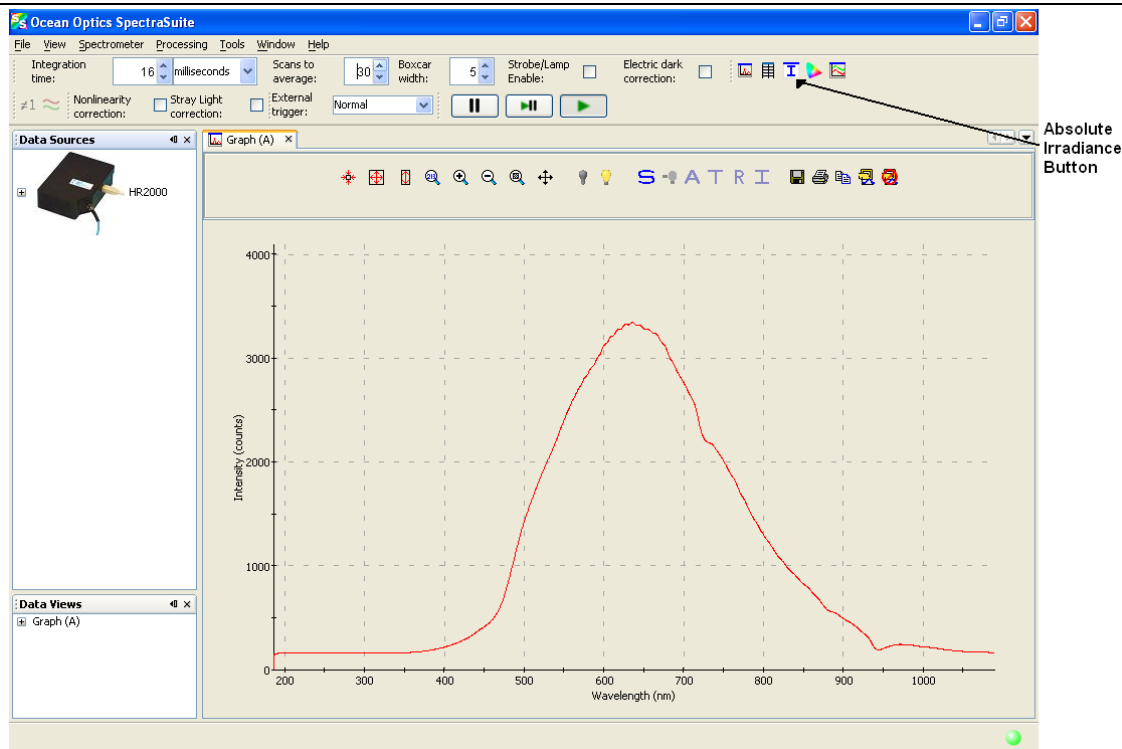 Ocean Optics SpectraSuite
File View Spectrometer Processing Tools Window Help
Integration time: 16 milliseconds Scans to average: 30 Boxcar width: 5 Strobe/Lamp Enable: Electric dark correction:
≠1 Nonlinearity correction: Stray Light correction: External trigger: Normal
Absolute
Irradiance
Button
Data Sources
HR2000
Graph (A)
S A T R I
4000
3000
2000
1000
0
Intensity (counts)
200 300 400 500 600 700 800 900 1000
Wavelength (nm)
Data Views
Graph (A)